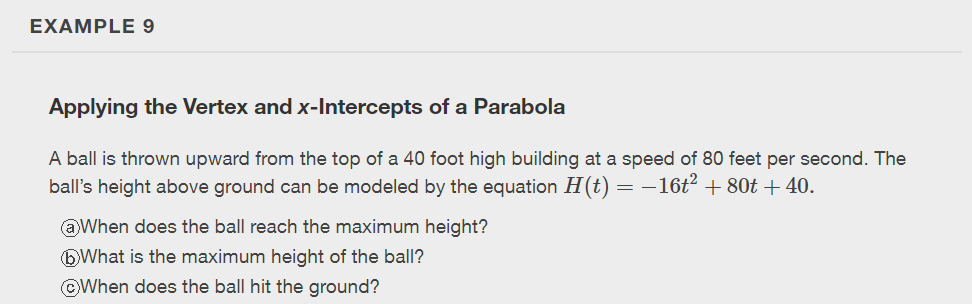 EXAMPLE 9
Applying the Vertex and x-Intercepts of a Parabola
A ball is thrown upward from the top of a 40 foot high building at a speed of 80 feet per second. The
ball’s height above ground can be modeled by the equation H(t) = −16t² + 80t + 40.
ⓐWhen does the ball reach the maximum height?
ⓑWhat is the maximum height of the ball?
ⓒWhen does the ball hit the ground?